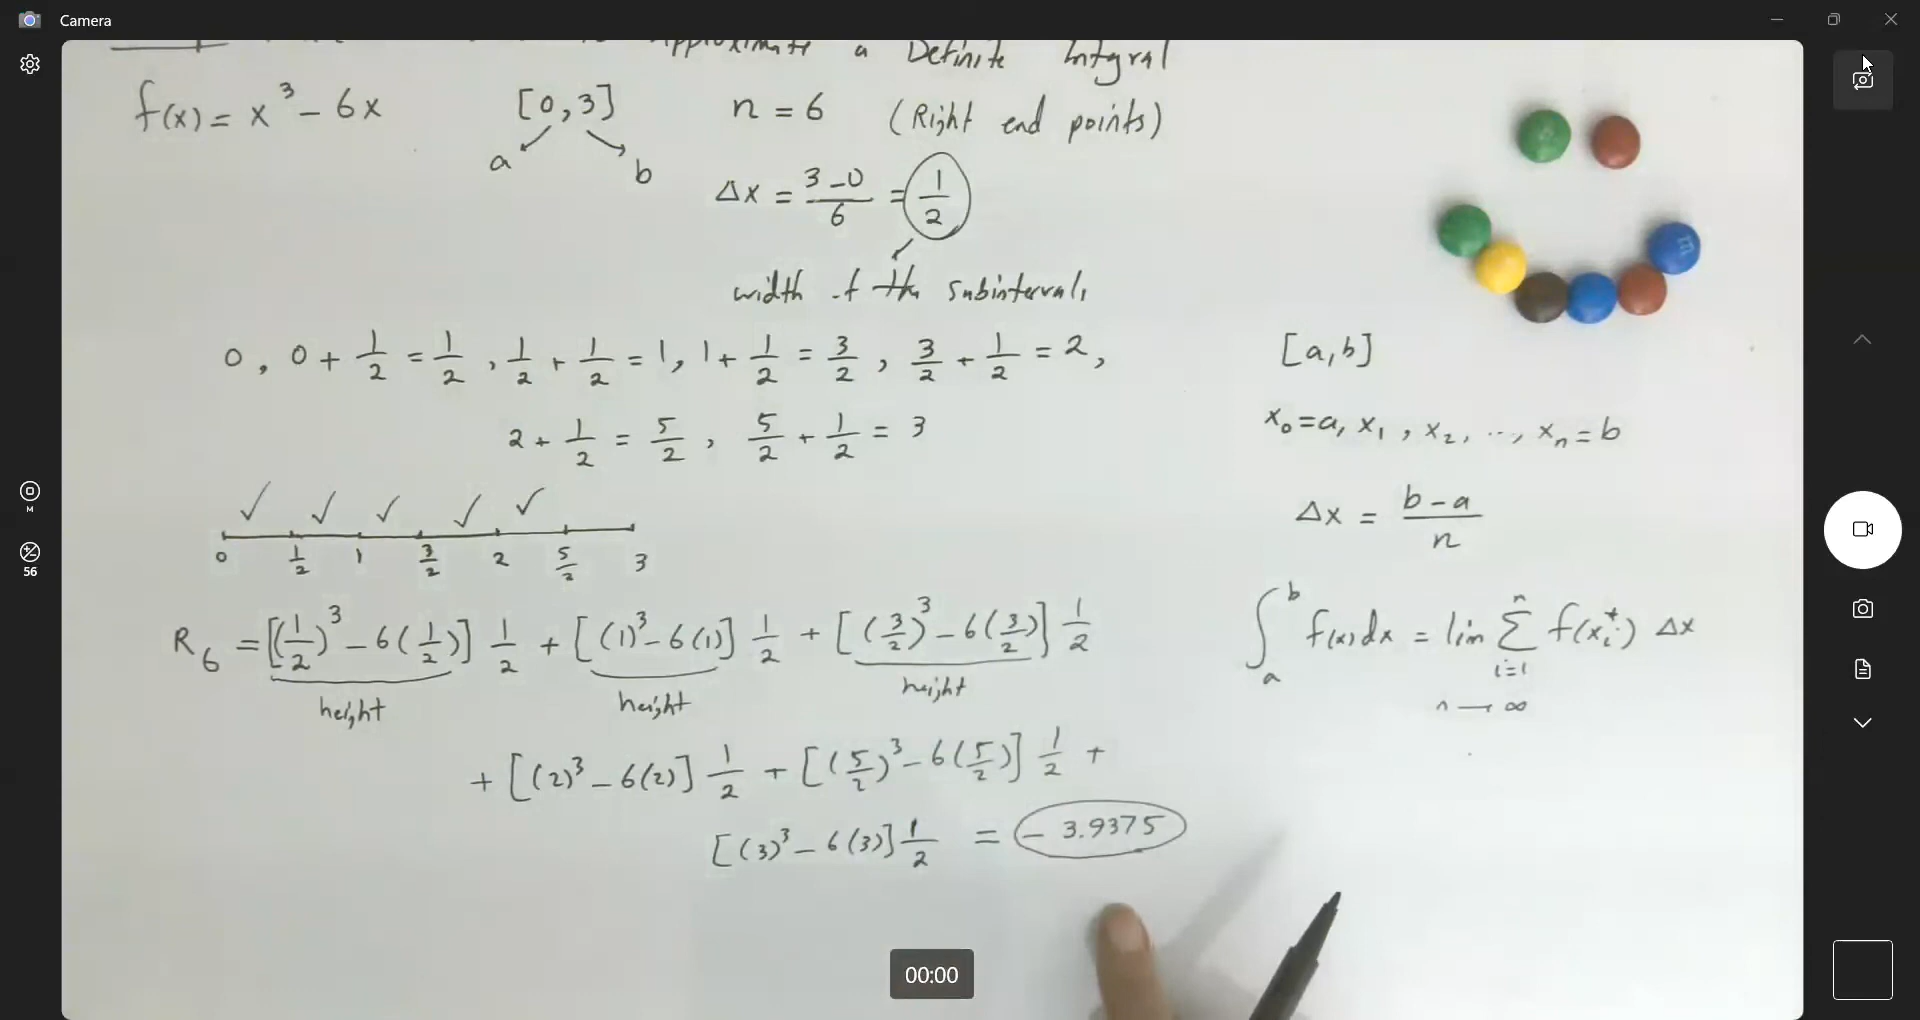 Camera
Approximate a Definite Integral
f(x) = x³ - 6x [0,3] n = 6 (Right end points)
a b
Δx = (3-0)/6 = 1/2
width of the subintervals
0, 0 + 1/2 = 1/2, 1/2 + 1/2 = 1, 1 + 1/2 = 3/2, 3/2 + 1/2 = 2,
2 + 1/2 = 5/2, 5/2 + 1/2 = 3
✓ ✓ ✓ ✓ ✓
0 1/2 1 3/2 2 5/2 3
R₆ = [(1/2)³ - 6(1/2)] 1/2 + [(1)³ - 6(1)] 1/2 + [(3/2)³ - 6(3/2)] 1/2
height height height
+ [(2)³ - 6(2)] 1/2 + [(5/2)³ - 6(5/2)] 1/2 +
[(3)³ - 6(3)] 1/2 = -3.9375
[a,b]
x₀=a, x₁, x₂, ..., xₙ = b
Δx = (b-a)/n
∫ₐᵇ f(x)dx = lim Σᵢ₌₁ⁿ f(xᵢ*) Δx
n → ∞
m
M
56
00:00